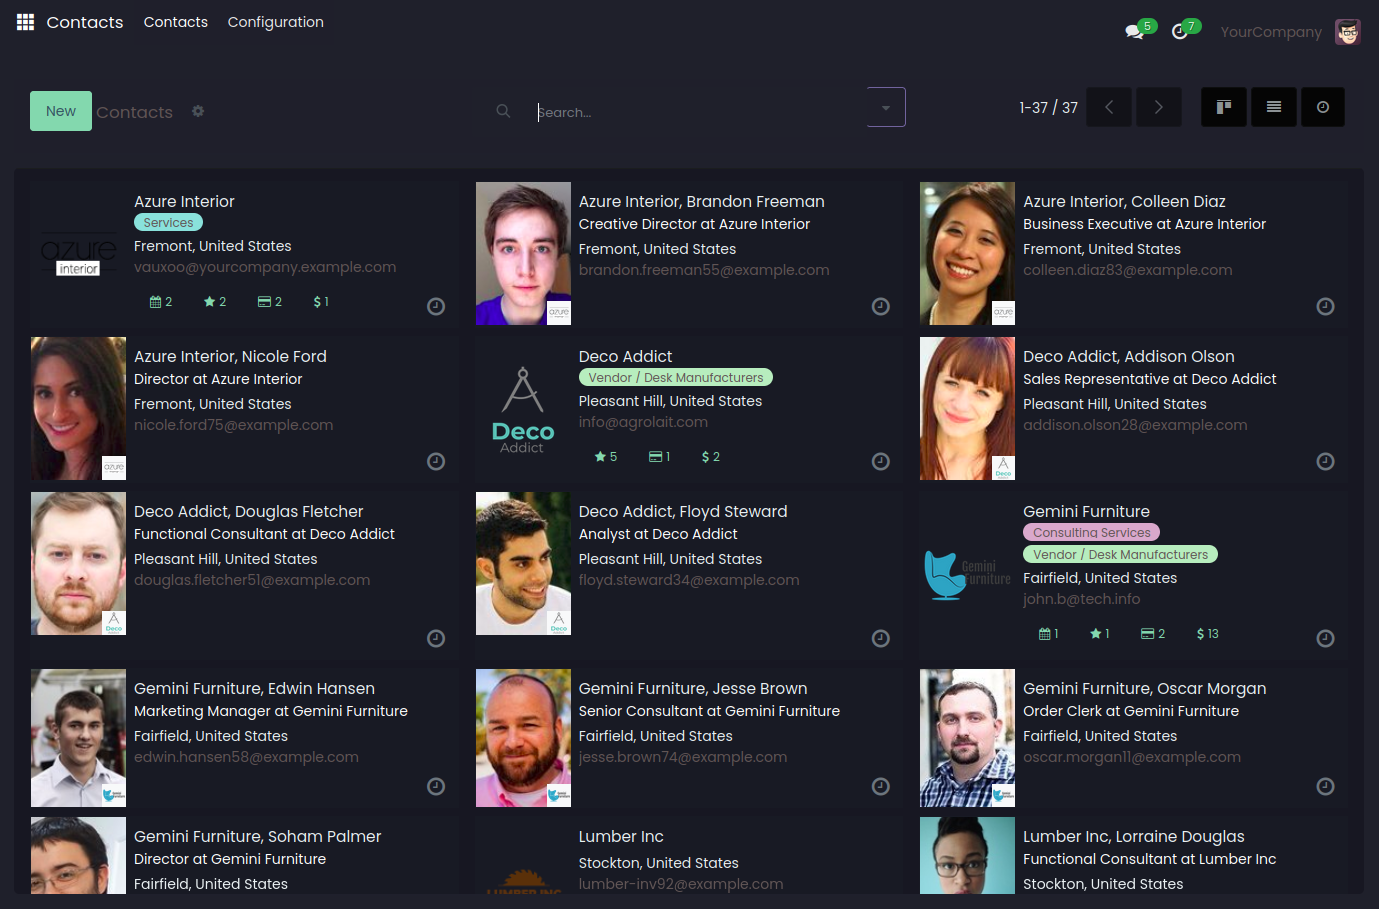 Contacts Contacts Configuration
5 7 YourCompany
New Contacts Search... 1-37 / 37
Azure Interior
Services
Fremont, United States
vauxoo@yourcompany.example.com
2 2 2 $ 1
azure
interior
Azure Interior, Brandon Freeman
Creative Director at Azure Interior
Fremont, United States
brandon.freeman55@example.com
azure
Azure Interior, Colleen Diaz
Business Executive at Azure Interior
Fremont, United States
colleen.diaz83@example.com
azure
Azure Interior, Nicole Ford
Director at Azure Interior
Fremont, United States
nicole.ford75@example.com
azure
Deco Addict
Vendor / Desk Manufacturers
Pleasant Hill, United States
info@agrolait.com
5 1 $ 2
Deco
Addict
Deco Addict, Addison Olson
Sales Representative at Deco Addict
Pleasant Hill, United States
addison.olson28@example.com
Deco
Deco Addict, Douglas Fletcher
Functional Consultant at Deco Addict
Pleasant Hill, United States
douglas.fletcher51@example.com
Deco
Deco Addict, Floyd Steward
Analyst at Deco Addict
Pleasant Hill, United States
floyd.steward34@example.com
Deco
Gemini Furniture
Consulting Services
Vendor / Desk Manufacturers
Fairfield, United States
john.b@tech.info
1 1 2 $ 13
Gemini
Furniture
Gemini Furniture, Edwin Hansen
Marketing Manager at Gemini Furniture
Fairfield, United States
edwin.hansen58@example.com
Gemini Furniture, Jesse Brown
Senior Consultant at Gemini Furniture
Fairfield, United States
jesse.brown74@example.com
Gemini Furniture, Oscar Morgan
Order Clerk at Gemini Furniture
Fairfield, United States
oscar.morgan11@example.com
Gemini Furniture, Soham Palmer
Director at Gemini Furniture
Fairfield, United States
Lumber Inc
Stockton, United States
lumber-inv92@example.com
LUMBER INC
Lumber Inc, Lorraine Douglas
Functional Consultant at Lumber Inc
Stockton, United States